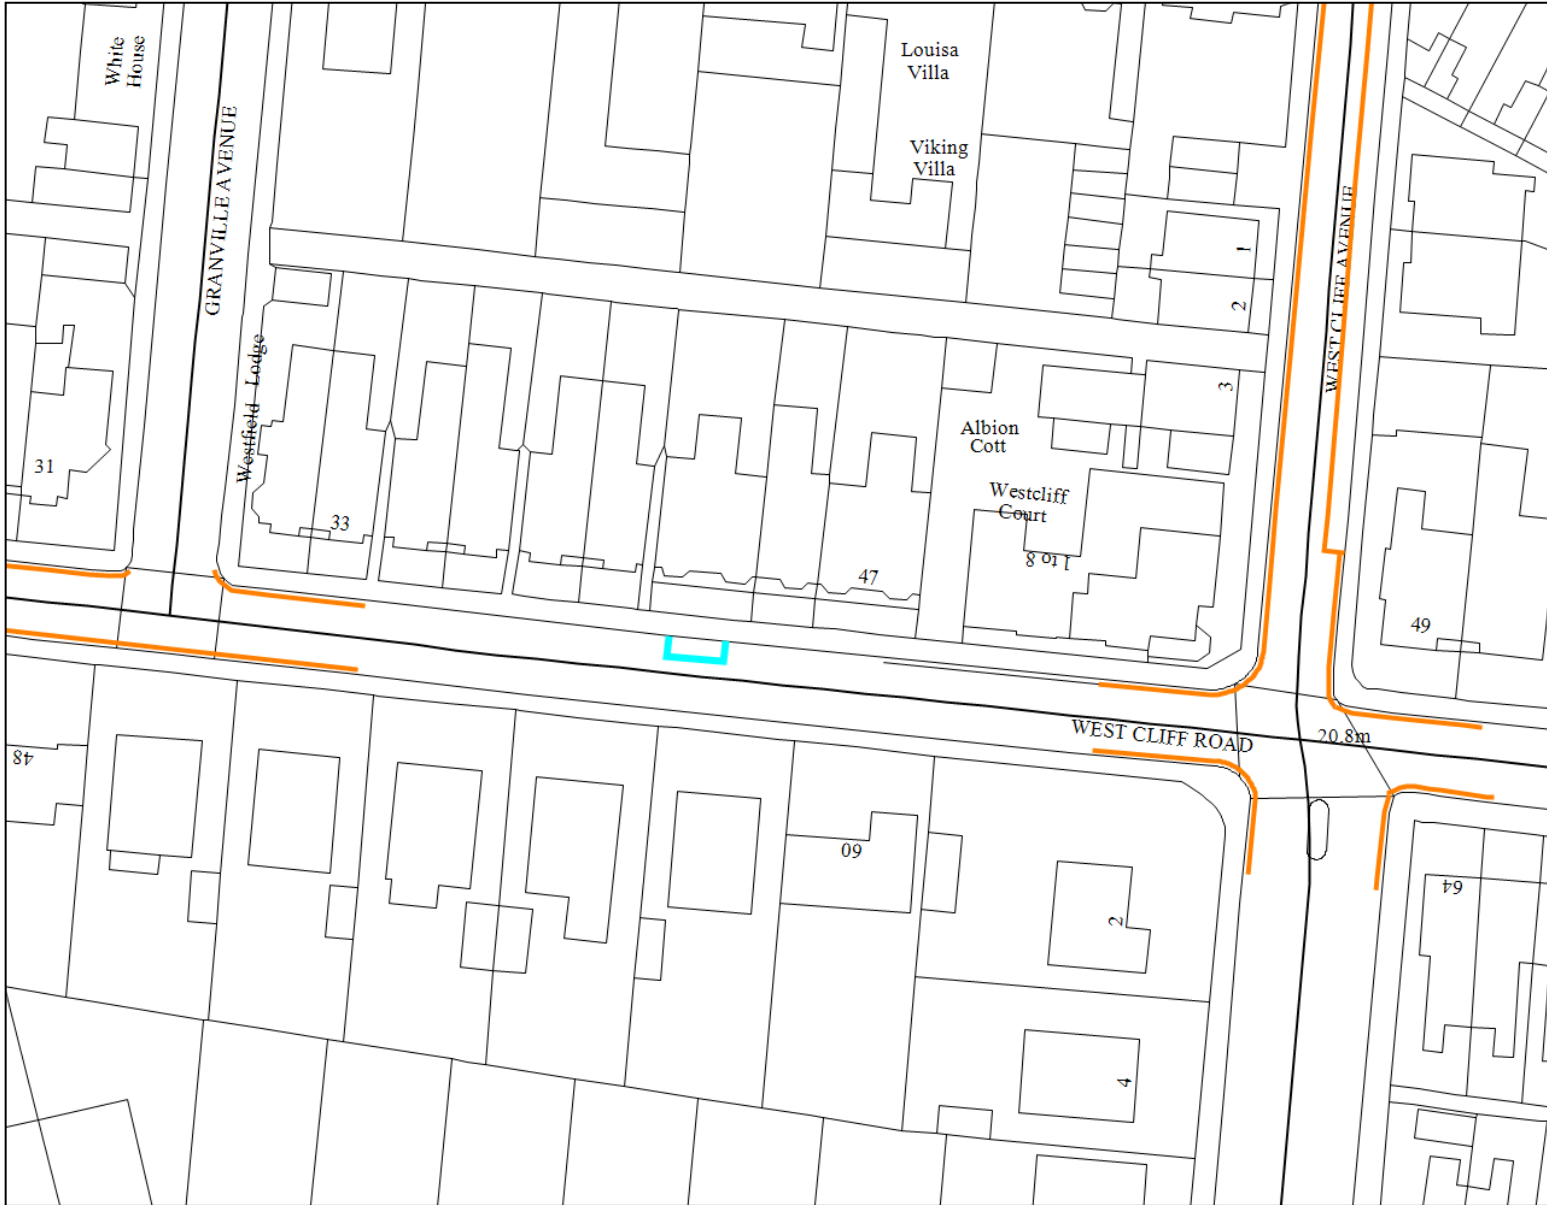 White
House
GRANVILLE AVENUE
Louisa
Villa
Viking
Villa
WEST CLIFF AVENUE
1
2
3
Westfield Lodge
31
33
Albion
Cott
Westcliff
Court
1 to 8
47
49
WEST CLIFF ROAD
20.8m
48
60
2
64
4